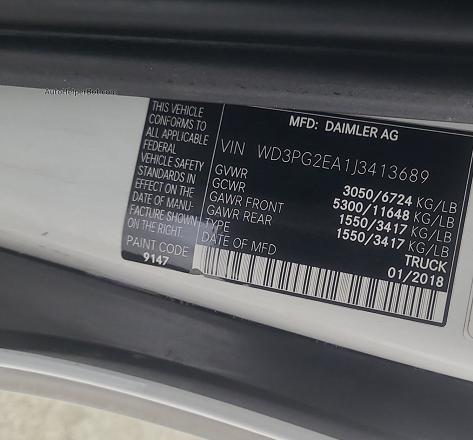 AutoHelperBot.com
THIS VEHICLE
CONFORMS TO
ALL APPLICABLE
FEDERAL
VEHICLE SAFETY
STANDARDS IN
EFFECT ON THE
DATE OF MANU-
FACTURE SHOWN
ON THE RIGHT.
PAINT CODE
9147
MFD: DAIMLER AG
VIN WD3PG2EA1J3413689
GVWR 3050/6724 KG/LB
GCWR 5300/11648 KG/LB
GAWR FRONT 1550/3417 KG/LB
GAWR REAR 1550/3417 KG/LB
TYPE TRUCK
DATE OF MFD 01/2018